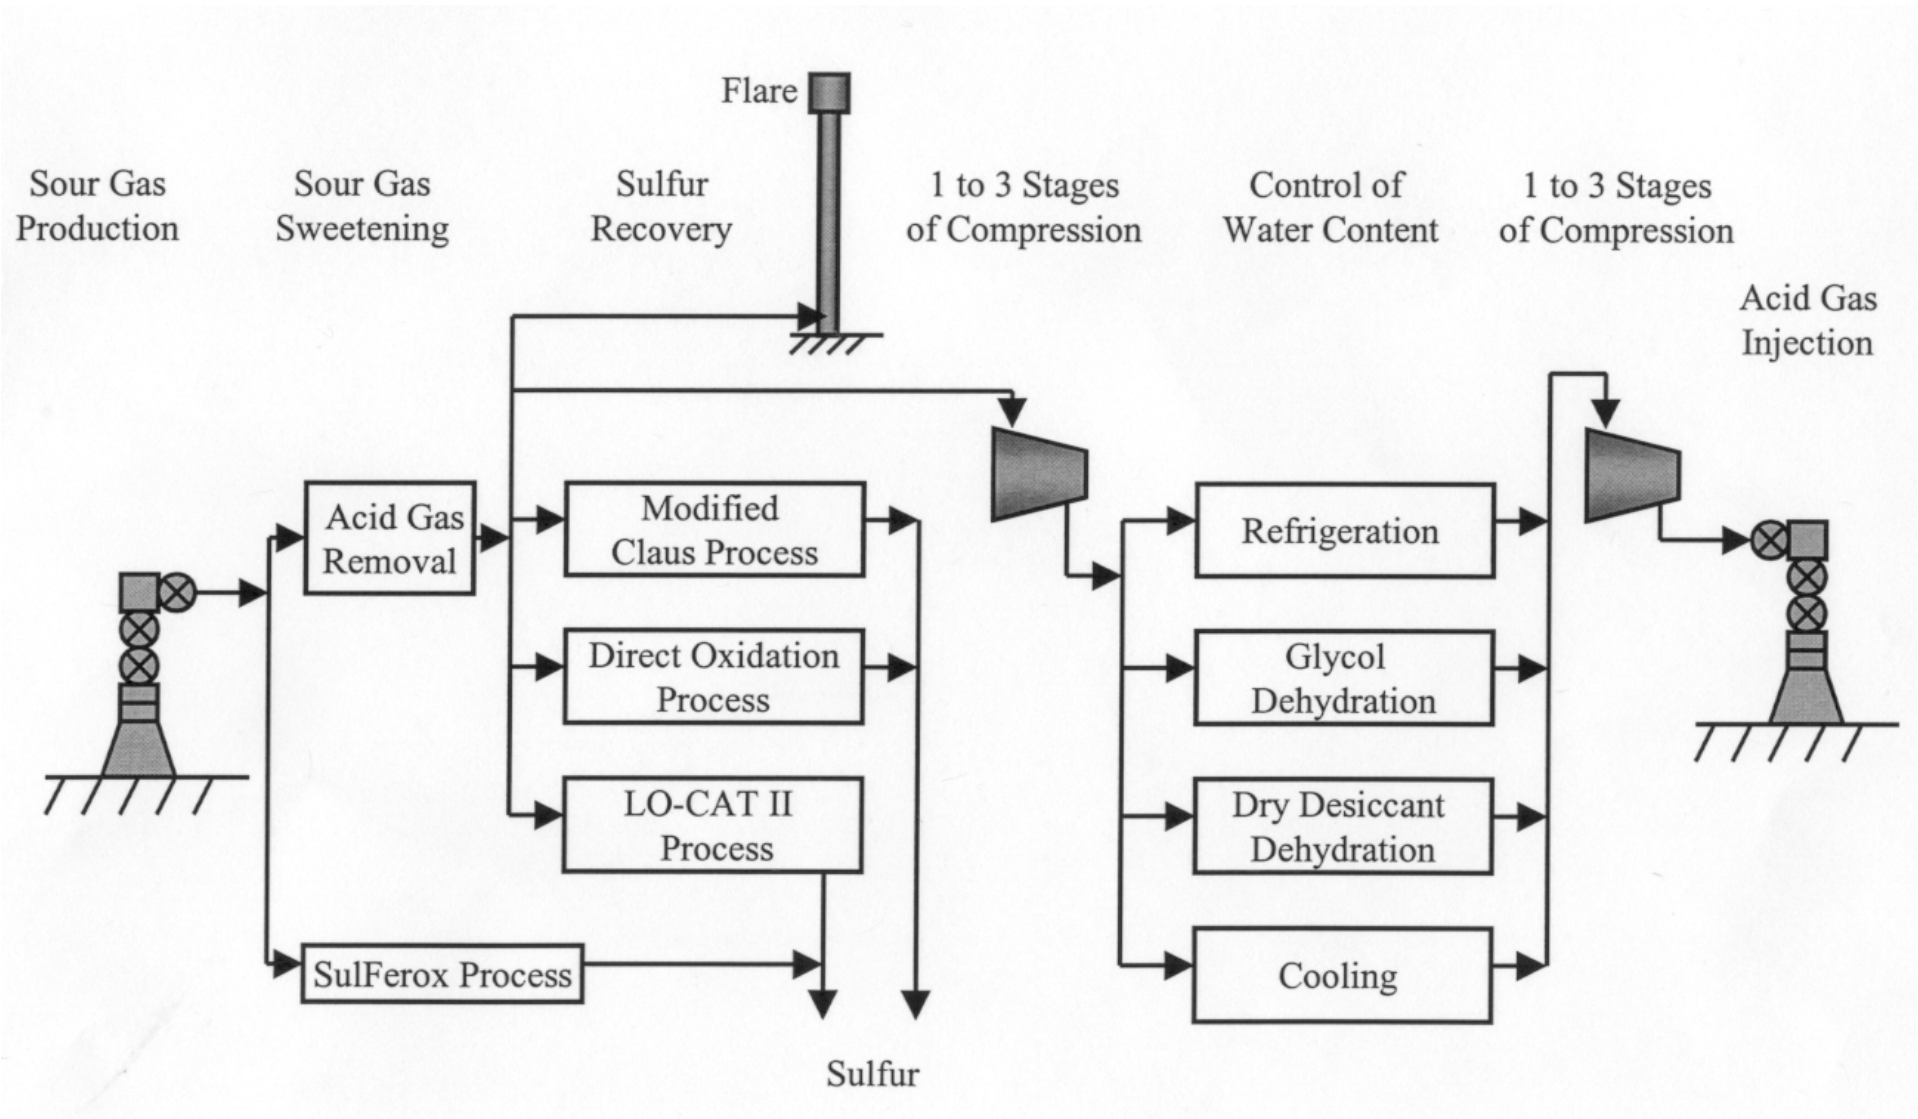 Flare
Sour Gas
Production
Sour Gas
Sweetening
Sulfur
Recovery
1 to 3 Stages
of Compression
Control of
Water Content
1 to 3 Stages
of Compression
Acid Gas
Injection
Acid Gas
Removal
Modified
Claus Process
Direct Oxidation
Process
LO-CAT II
Process
SulFerox Process
Sulfur
Refrigeration
Glycol
Dehydration
Dry Desiccant
Dehydration
Cooling